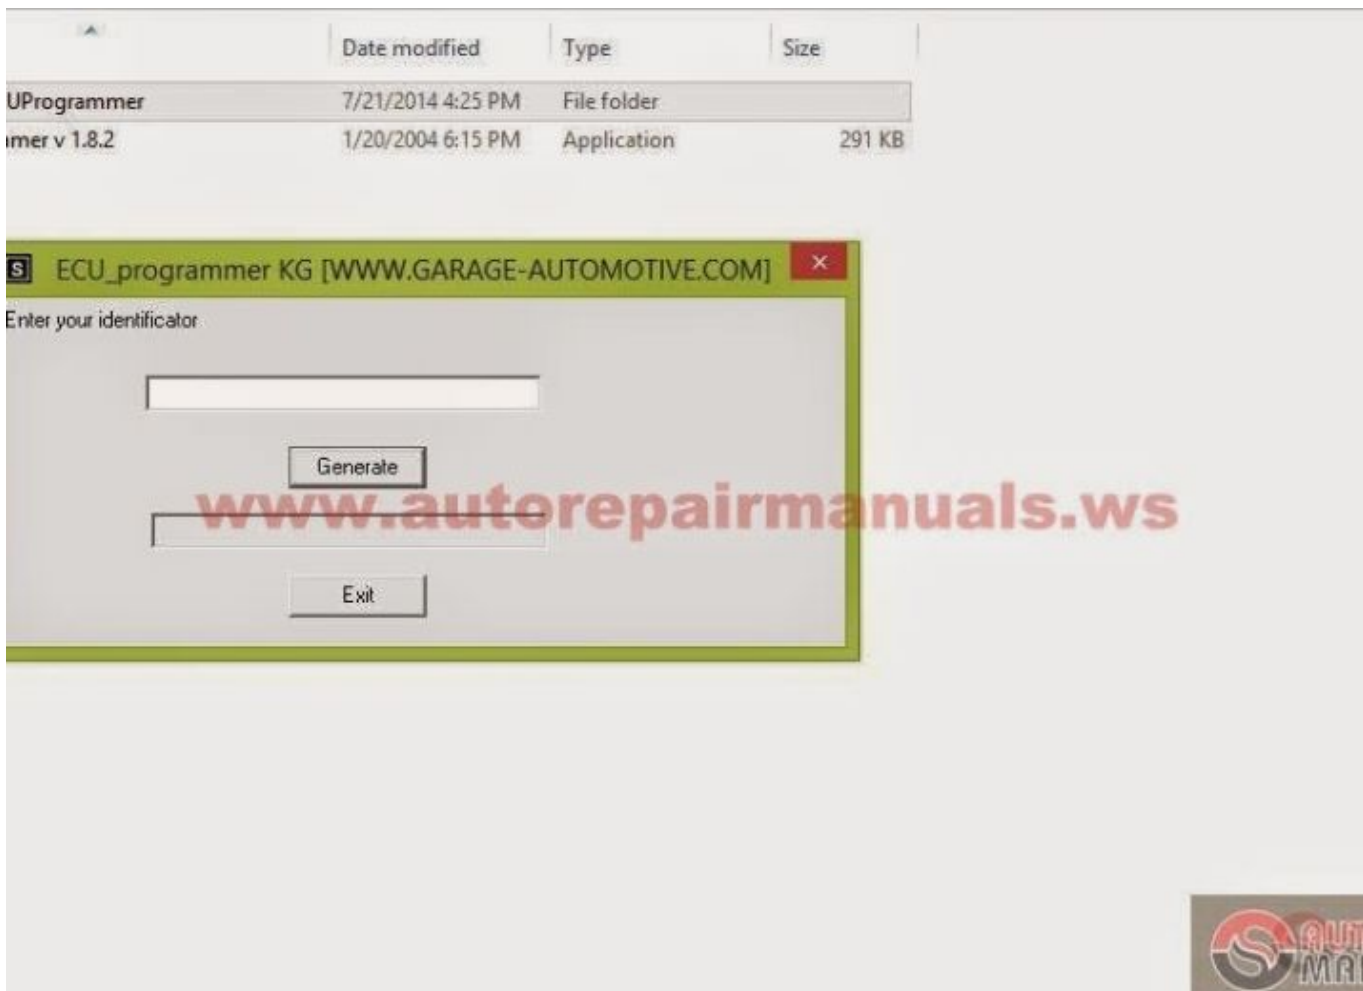 Date modified Type Size
UProgrammer 7/21/2014 4:25 PM File folder
mer v 1.8.2 1/20/2004 6:15 PM Application 291 KB
S ECU_programmer KG [WWW.GARAGE-AUTOMOTIVE.COM]
Enter your identificator
Generate
www.autorepairmanuals.ws
Exit
AUT
MA